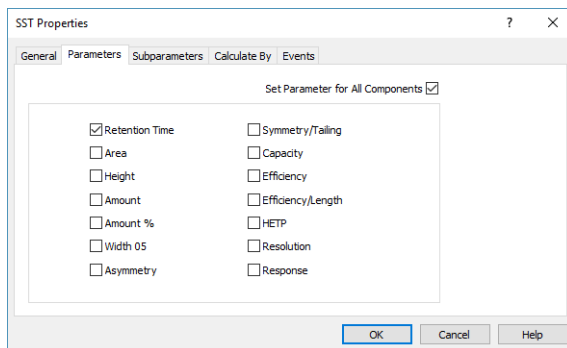 SST Properties ?
General Parameters Subparameters Calculate By Events
Set Parameter for All Components
Retention Time Symmetry/Tailing
Area Capacity
Height Efficiency
Amount Efficiency/Length
Amount % HETP
Width 05 Resolution
Asymmetry Response
OK Cancel Help